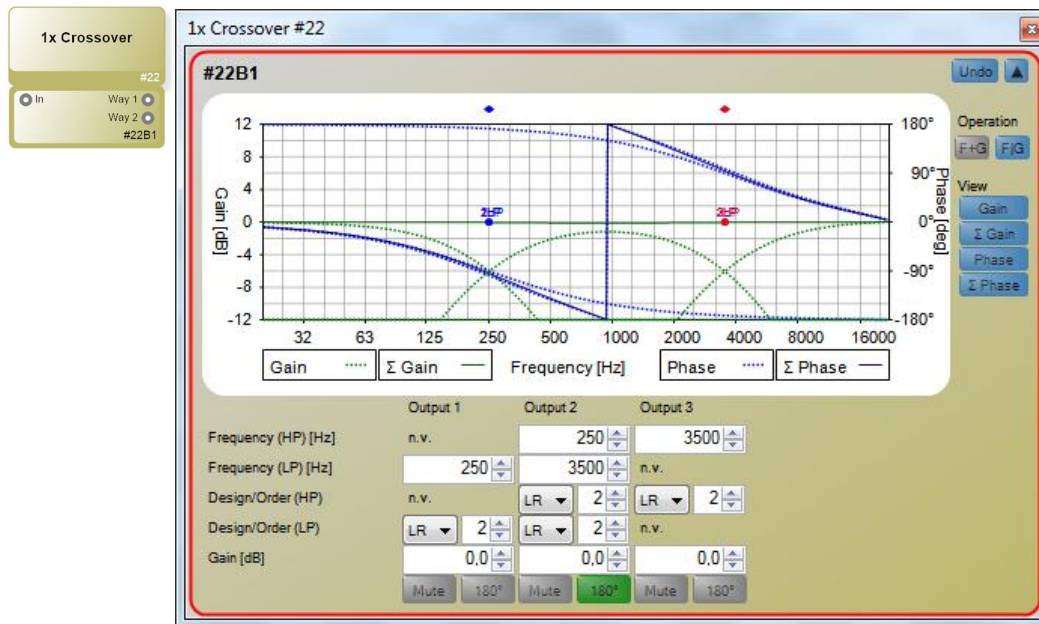 1x Crossover
#22
In Way 1
Way 2
#22B1
1x Crossover #22
#22B1
Undo ▲
Operation
F+G F|G
View
Gain
Σ Gain
Phase
Σ Phase
12 180°
8
4 90°
0 0°
-4
-8 -90°
-12 -180°
Gain [dB]
Phase [deg]
32 63 125 250 500 1000 2000 4000 8000 16000
Gain Σ Gain Frequency [Hz] Phase Σ Phase
Output 1 Output 2 Output 3
Frequency (HP) [Hz] n.v. 250 3500
Frequency (LP) [Hz] 250 3500 n.v.
Design/Order (HP) n.v. LR 2 LR 2
Design/Order (LP) LR 2 LR 2 n.v.
Gain [dB] 0,0 0,0 0,0
Mute 180° Mute 180° Mute 180°